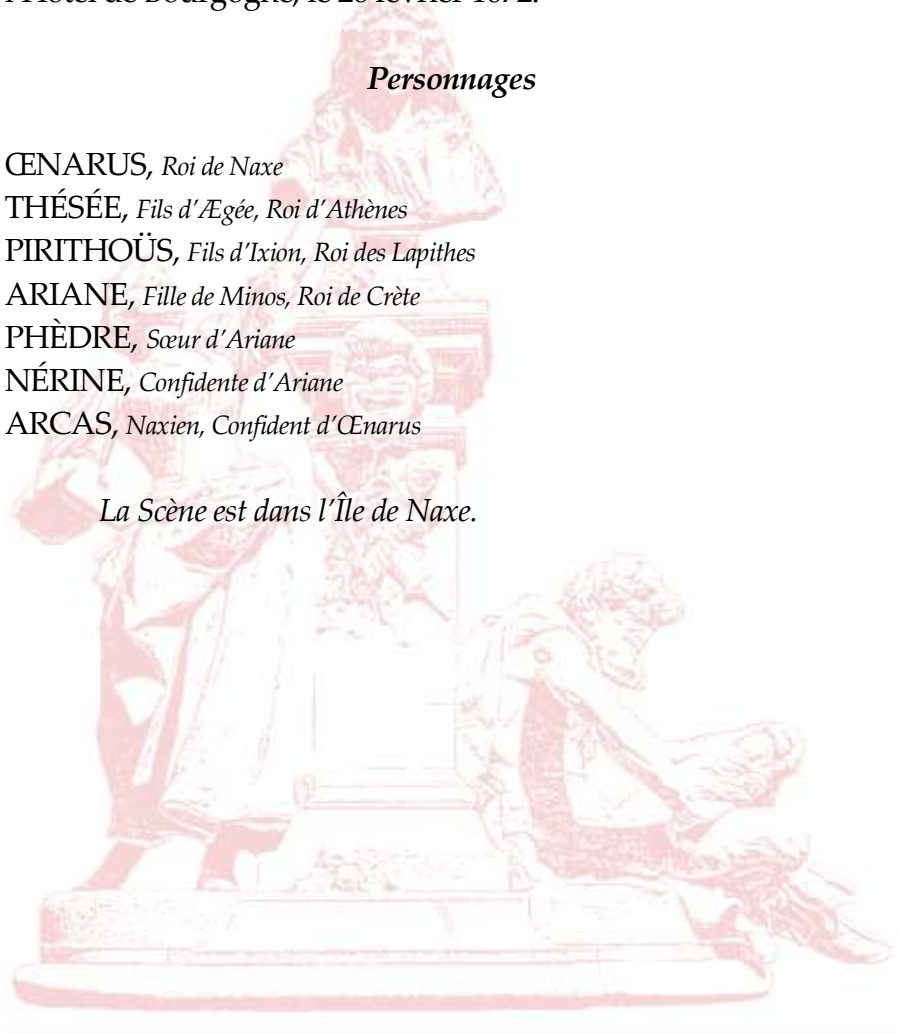 l'Hôtel de Bourgogne, le 26 février 1672.
Personnages
ŒNARUS, Roi de Naxe
THÉSÉE, Fils d'Ægée, Roi d'Athènes
PIRITHOÜS, Fils d'Ixion, Roi des Lapithes
ARIANE, Fille de Minos, Roi de Crète
PHÈDRE, Sœur d'Ariane
NÉRINE, Confidente d'Ariane
ARCAS, Naxien, Confident d'Œnarus
La Scène est dans l'Île de Naxe.